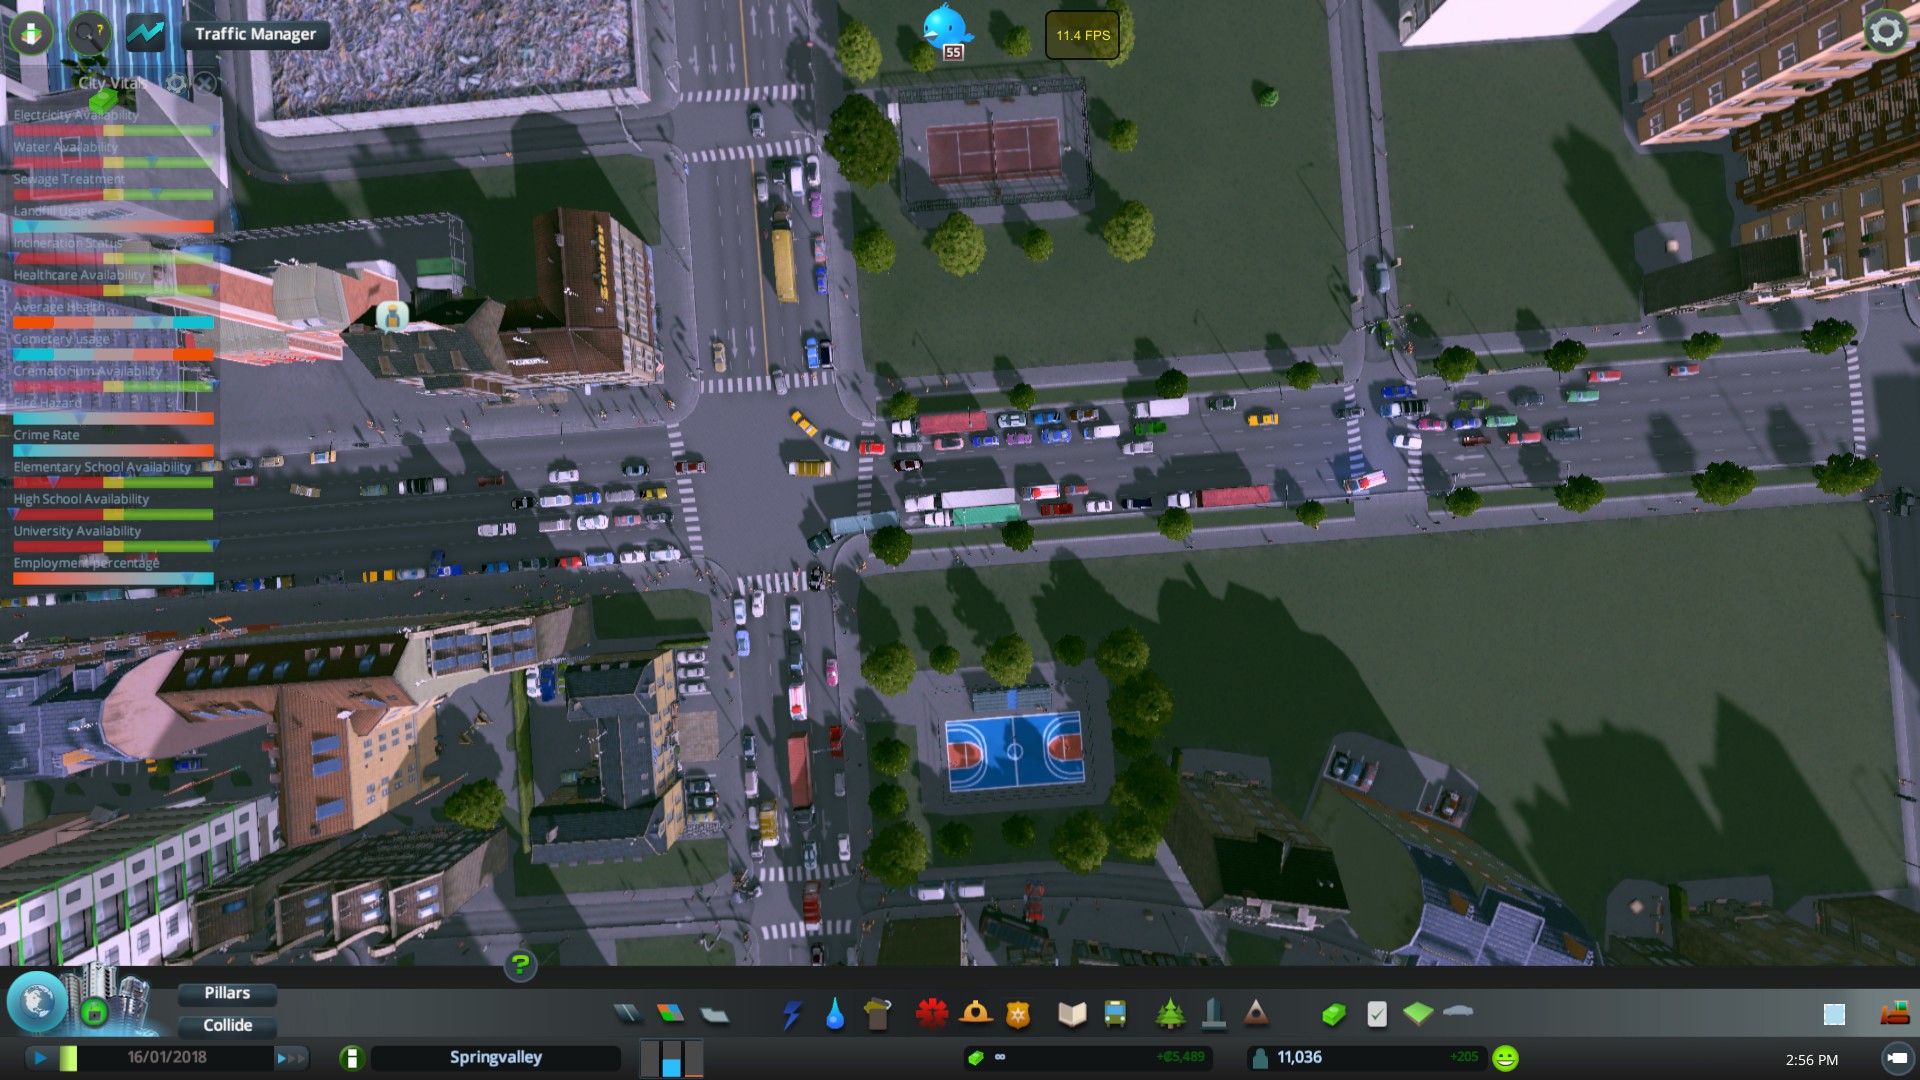 Traffic Manager
55
11.4 FPS
City Vitals
Electricity Availability
Water Availability
Sewage Treatment
Landfill Usage
Incineration Status
Healthcare Availability
Average Health
Cemetery usage
Crematorium Availability
Fire Hazard
Crime Rate
Elementary School Availability
High School Availability
University Availability
Employment percentage
?
Pillars
Collide
16/01/2018
Springvalley
∞
+₡5,489
11,036
+205
2:56 PM